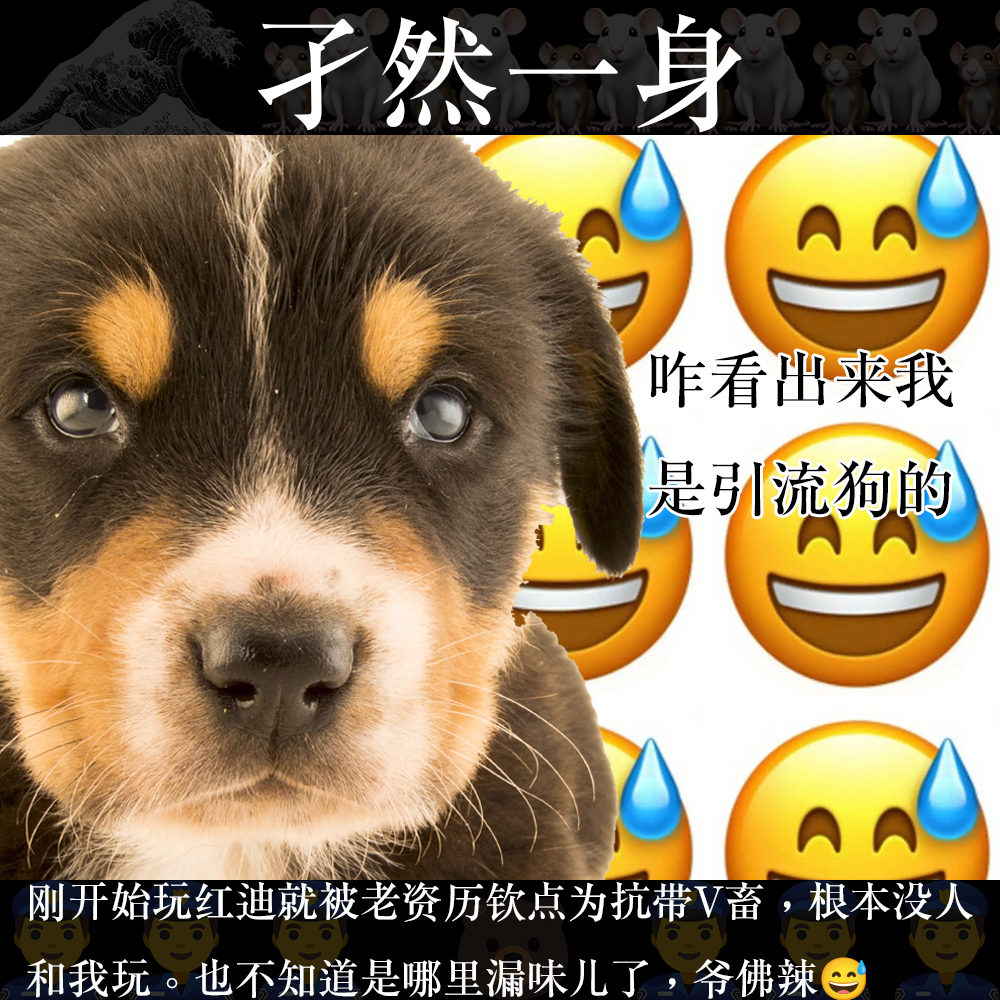 孑然一身
咋看出来我
是引流狗的
刚开始玩红迪就被老资历钦点为抗带V畜，根本没人
和我玩。也不知道是哪里漏味儿了，爷佛辣😅